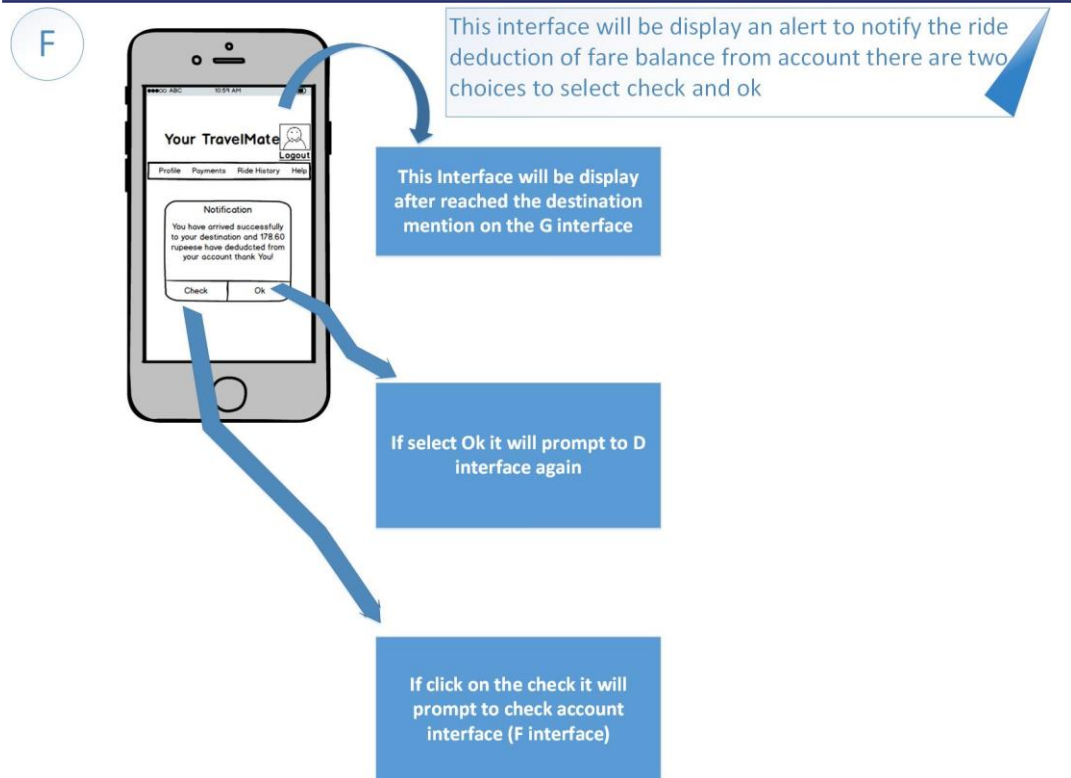 F
This interface will be display an alert to notify the ride
deduction of fare balance from account there are two
choices to select check and ok
ABC 10:59 AM
Your TravelMate
Logout
Profile Payments Ride History Help
Notification
You have arrived successfully
to your destination and 178.60
rupeese have dedudcted from
your account thank You!
Check Ok
This Interface will be display
after reached the destination
mention on the G interface
If select Ok it will prompt to D
interface again
If click on the check it will
prompt to check account
interface (F interface)